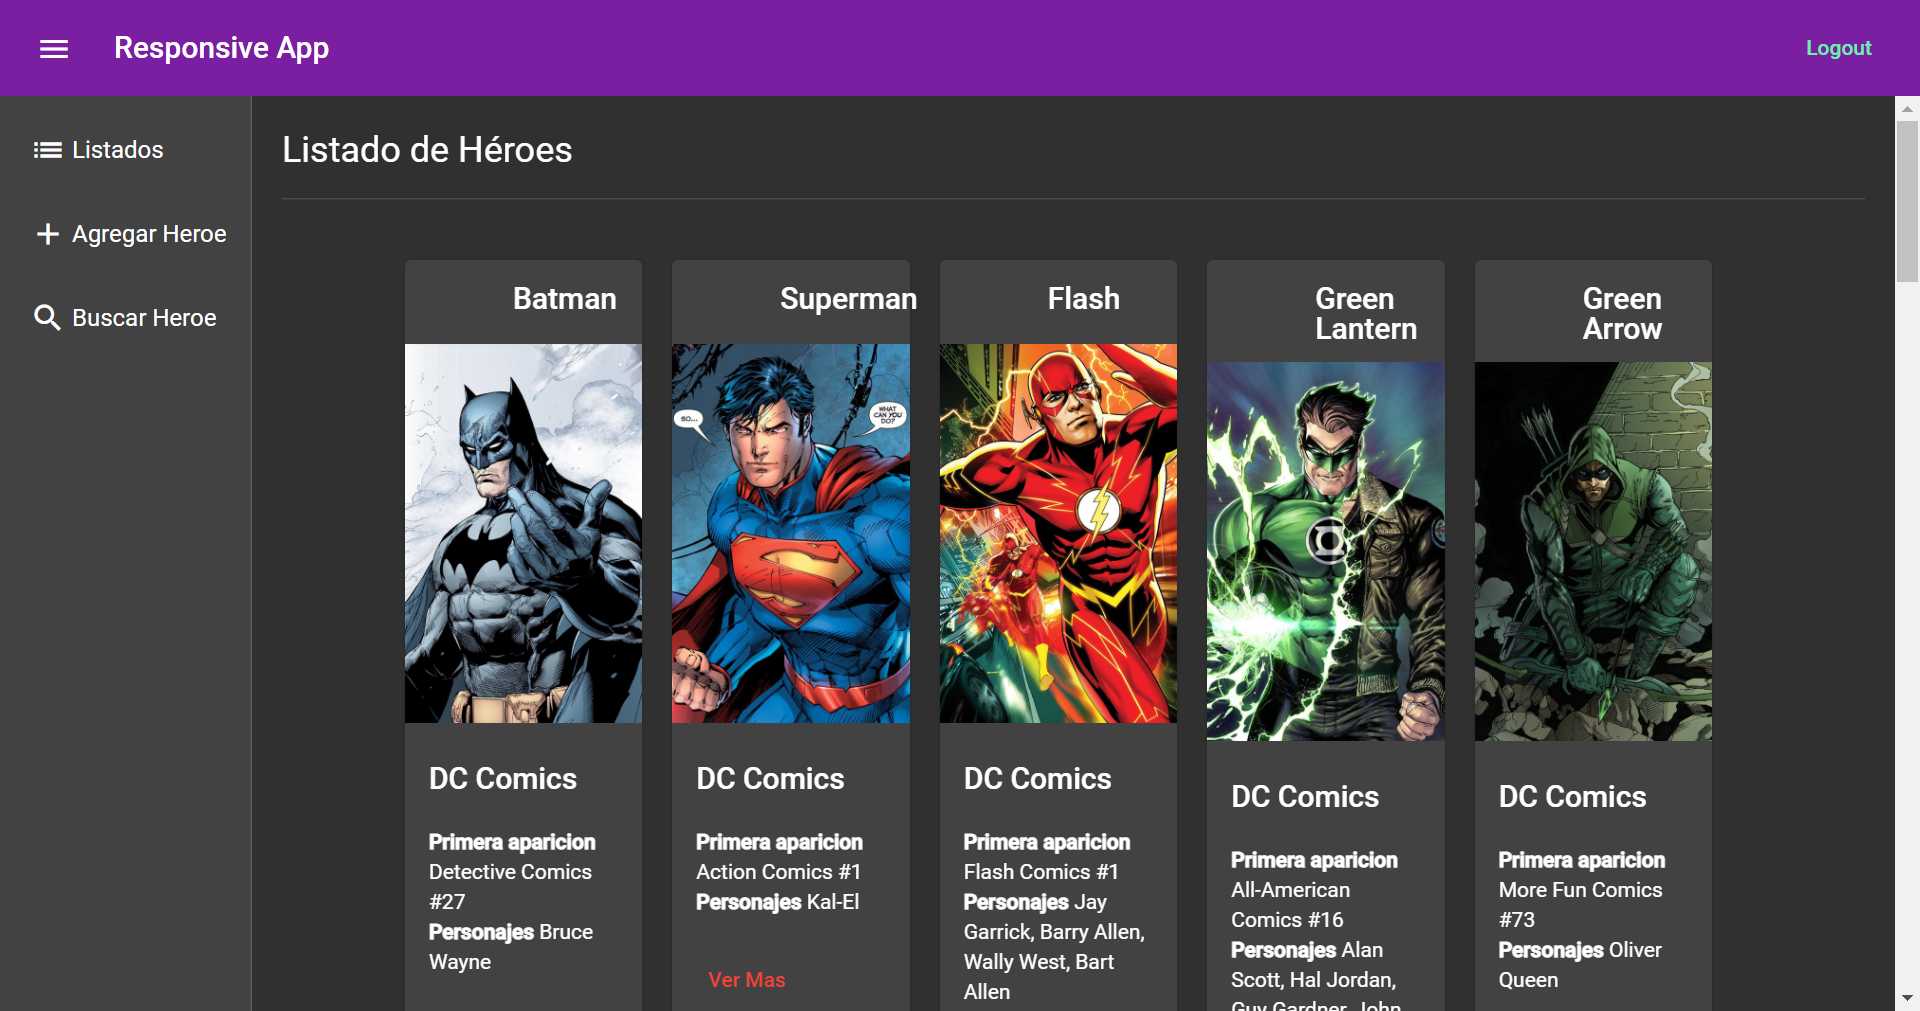 Responsive App
Logout
Listados
Agregar Heroe
Buscar Heroe
Listado de Héroes
Batman
DC Comics
Primera aparicion
Detective Comics
#27
Personajes Bruce
Wayne
Superman
SO...
WHAT
CAN YOU
DO?
DC Comics
Primera aparicion
Action Comics #1
Personajes Kal-El
Ver Mas
Flash
DC Comics
Primera aparicion
Flash Comics #1
Personajes Jay
Garrick, Barry Allen,
Wally West, Bart
Allen
Green
Lantern
DC Comics
Primera aparicion
All-American
Comics #16
Personajes Alan
Scott, Hal Jordan,
Guy Gardner, John
Green
Arrow
DC Comics
Primera aparicion
More Fun Comics
#73
Personajes Oliver
Queen